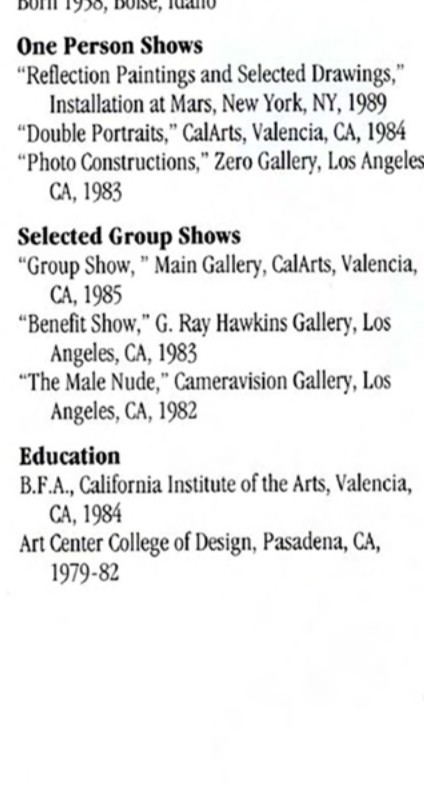 Born 1958, Boise, Idaho
One Person Shows
“Reflection Paintings and Selected Drawings,”
Installation at Mars, New York, NY, 1989
“Double Portraits,” CalArts, Valencia, CA, 1984
“Photo Constructions,” Zero Gallery, Los Angeles
CA, 1983
Selected Group Shows
“Group Show, ” Main Gallery, CalArts, Valencia,
CA, 1985
“Benefit Show,” G. Ray Hawkins Gallery, Los
Angeles, CA, 1983
“The Male Nude,” Cameravision Gallery, Los
Angeles, CA, 1982
Education
B.F.A., California Institute of the Arts, Valencia,
CA, 1984
Art Center College of Design, Pasadena, CA,
1979-82